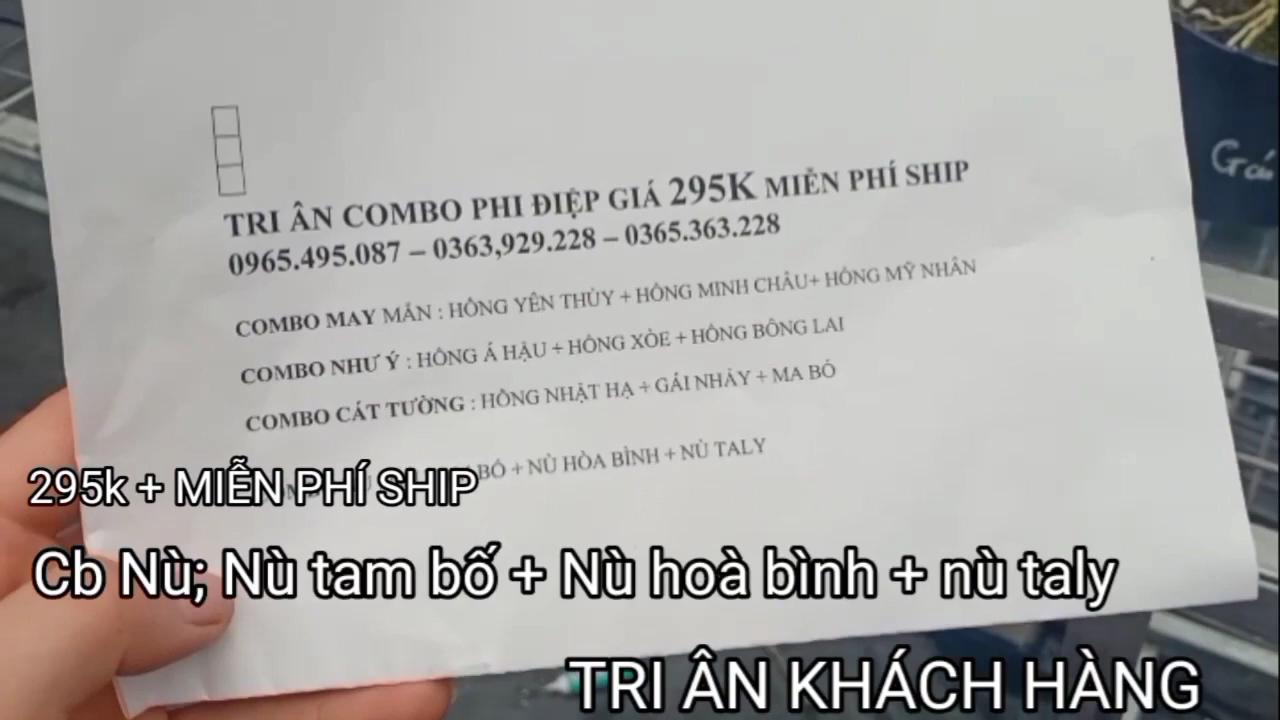 TRI ÂN COMBO PHI ĐIỆP GIÁ 295K MIỄN PHÍ SHIP
0965.495.087 – 0363,929.228 – 0365.363.228
COMBO MAY MẮN : HỒNG YÊN THỦY + HỒNG MINH CHÂU+ HỒNG MỸ NHÂN
COMBO NHƯ Ý : HỒNG Á HẬU + HỒNG XÒE + HỒNG BỒNG LAI
COMBO CÁT TƯỜNG : HỒNG NHẬT HẠ + GÁI NHẢY + MA BÓ
BÓ + NÙ HÒA BÌNH + NÙ TALY
295k + MIỄN PHÍ SHIP
Cb Nù; Nù tam bố + Nù hoà bình + nù taly
TRI ÂN KHÁCH HÀNG